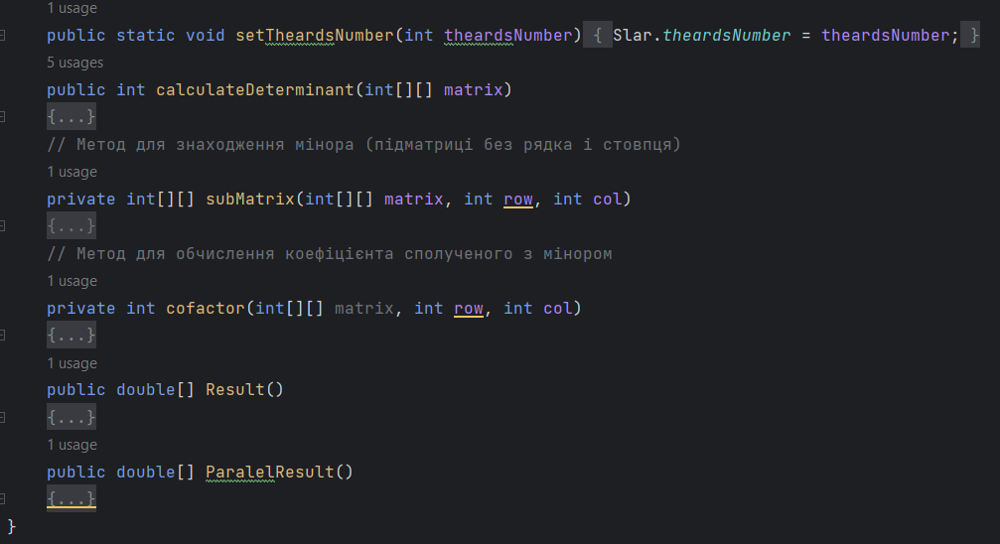 1 usage
public static void setTheardsNumber(int theardsNumber) { Slar.theardsNumber = theardsNumber; }
5 usages
public int calculateDeterminant(int[][] matrix)
{...}
// Метод для знаходження мінора (підматриці без рядка і стовпця)
1 usage
private int[][] subMatrix(int[][] matrix, int row, int col)
{...}
// Метод для обчислення коефіцієнта сполученого з мінором
1 usage
private int cofactor(int[][] matrix, int row, int col)
{...}
1 usage
public double[] Result()
{...}
1 usage
public double[] ParalelResult()
{...}
}